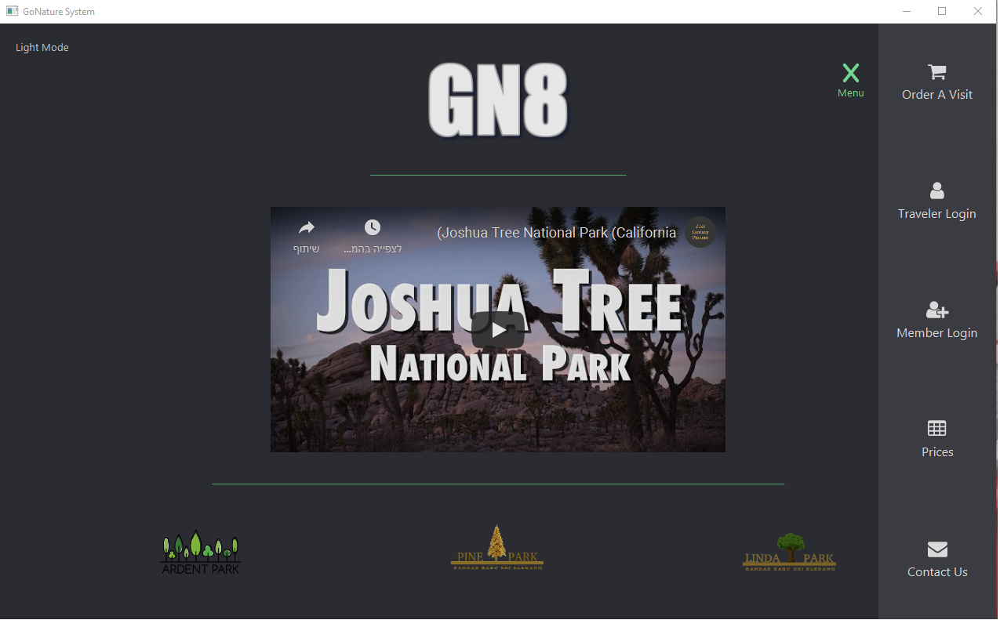 GoNature System
Light Mode
GN8
Menu
Order A Visit
Traveler Login
Member Login
Prices
Contact Us
שיתוף
לצפייה בהמ...
(Joshua Tree National Park (California
21st
Century
Pioneer
JOSHUA TREE
NATIONAL PARK
ARDENT PARK
PINE PARK
BANDAR BARU SRI KLEBANG
LINDA PARK
BANDAR BARU SRI KLEBANG